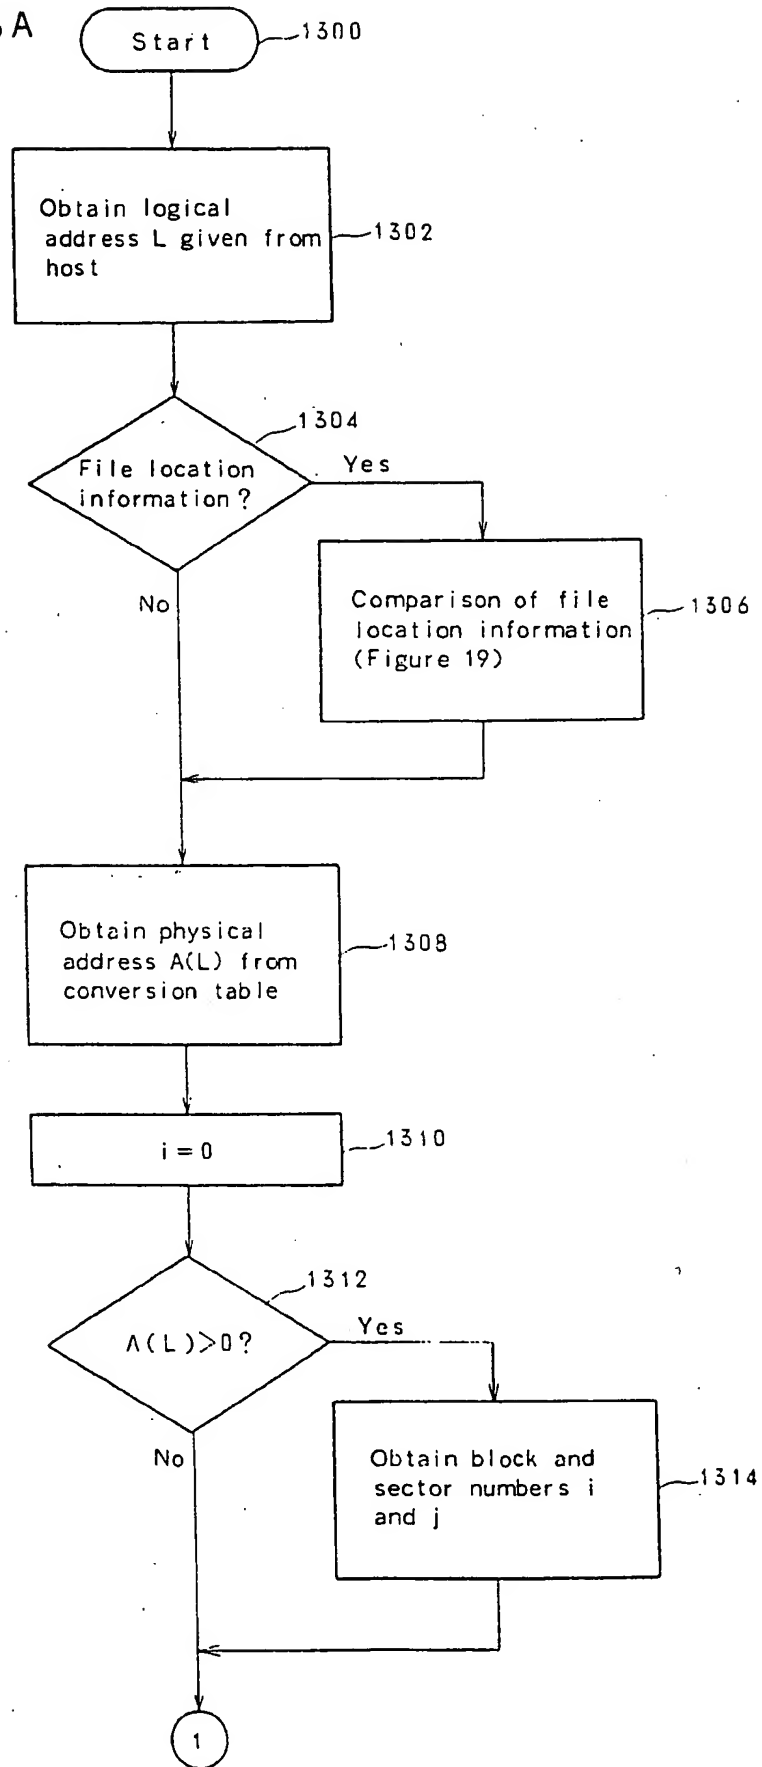 A
Start
1300
Obtain logical
address L given from
host
1302
1304
File location
information?
Yes
No
Comparison of file
location information
(Figure 19)
1306
Obtain physical
address A(L) from
conversion table
1308
i = 0
1310
1312
A(L)>0?
Yes
No
Obtain block and
sector numbers i
and j
1314
1